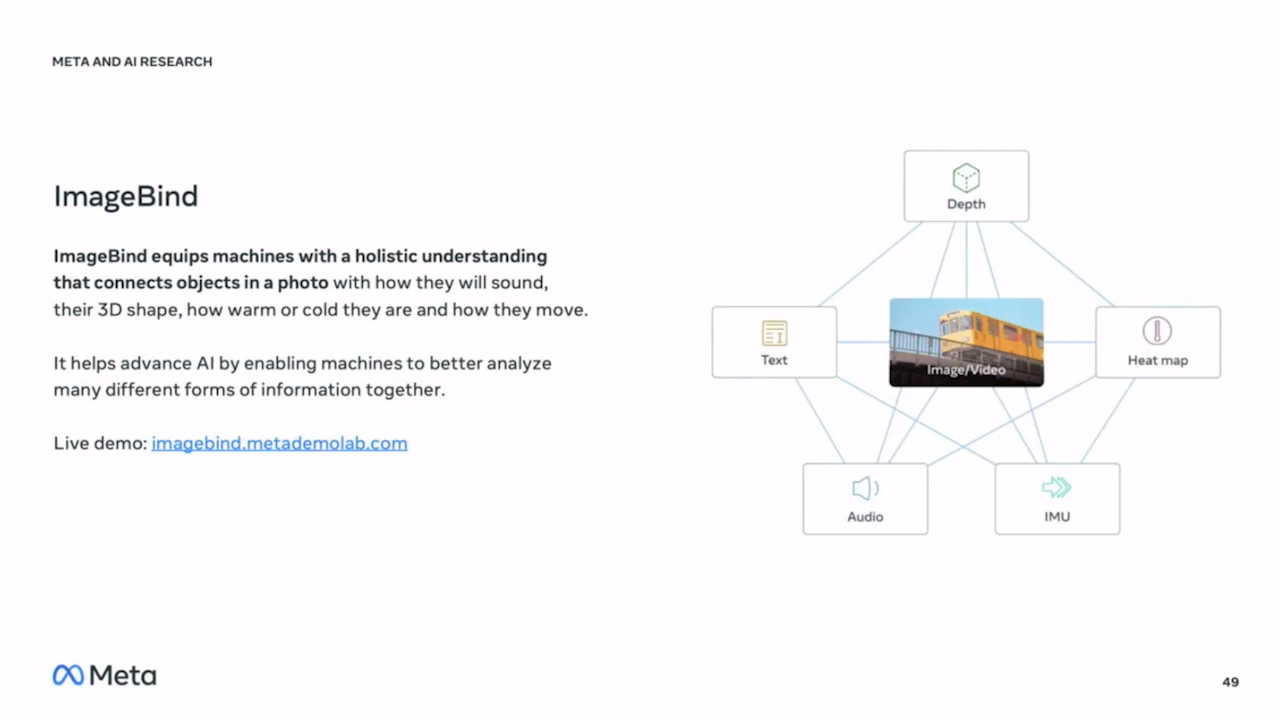 META AND AI RESEARCH
ImageBind
ImageBind equips machines with a holistic understanding
that connects objects in a photo with how they will sound,
their 3D shape, how warm or cold they are and how they move.
It helps advance AI by enabling machines to better analyze
many different forms of information together.
Live demo: imagebind.metademolab.com
Depth
Text
Image/Video
Heat map
Audio
IMU
Meta
49